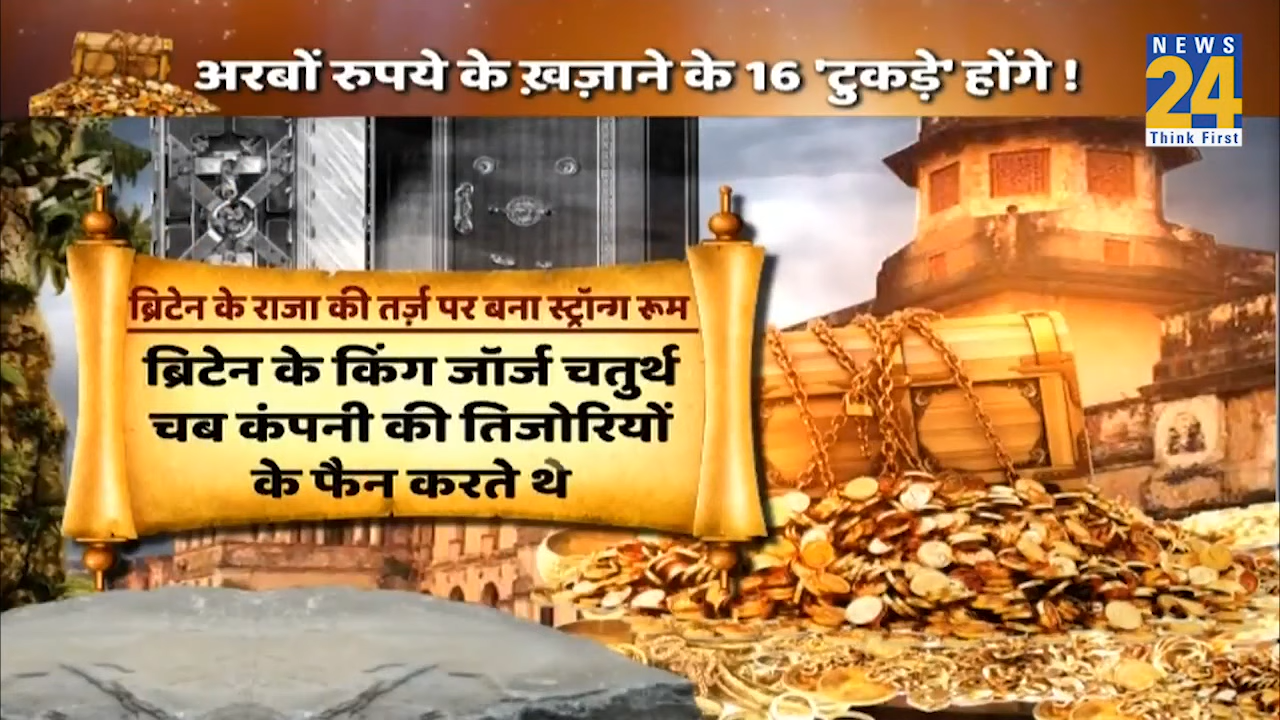 अरबों रुपये के ख़ज़ाने के 16 'टुकड़े' होंगे !
NEWS
24
Think First
ब्रिटेन के राजा की तर्ज़ पर बना स्ट्रॉन्ग रूम
ब्रिटेन के किंग जॉर्ज चतुर्थ
चब कंपनी की तिजोरियों
के फैन करते थे